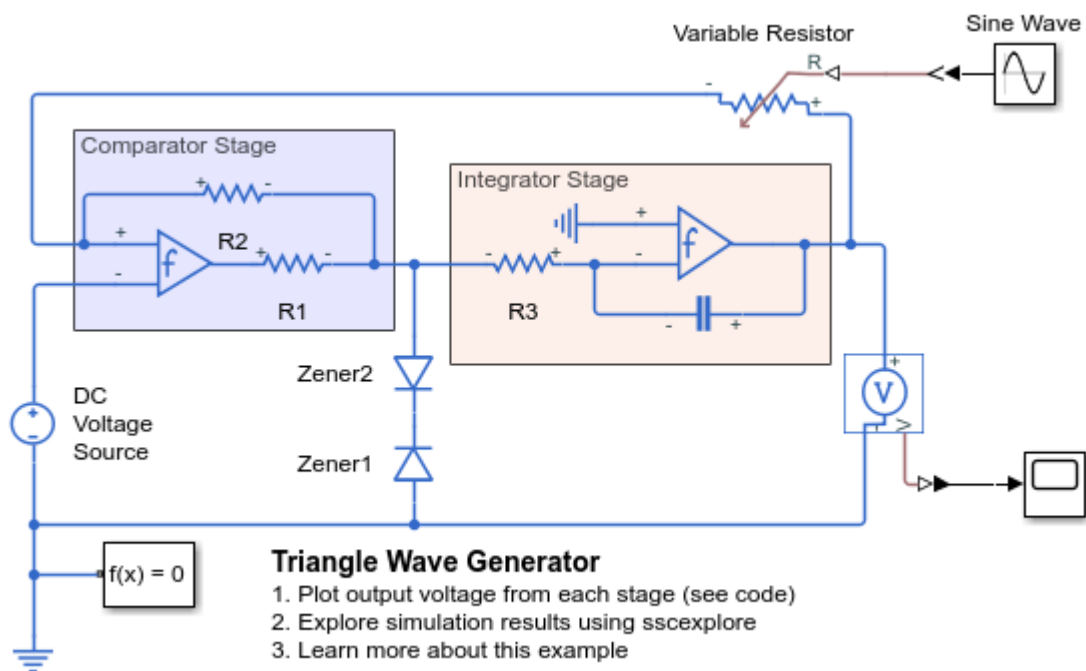 Sine Wave
Variable Resistor
R
-
+
Comparator Stage
+
-
Integrator Stage
+
+
-
f
R2
+
-
R1
-
+
R3
+
-
f
-
+
DC
Voltage
Source
+
-
Zener2
Zener1
+
V
+
V
-
f(x) = 0
Triangle Wave Generator
1. Plot output voltage from each stage (see code)
2. Explore simulation results using sscexplore
3. Learn more about this example